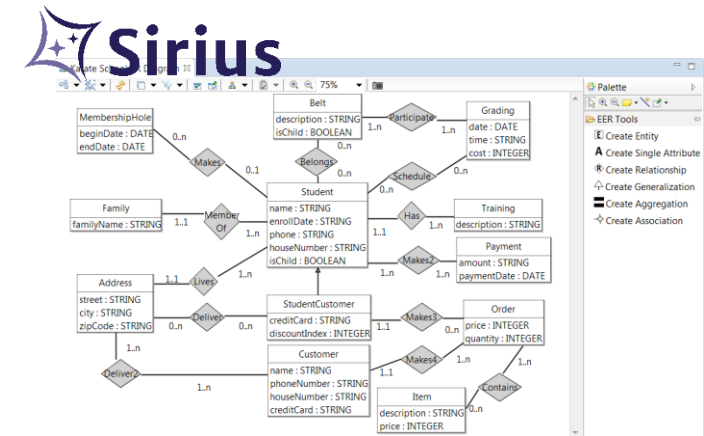 Sirius
75%
Palette
EER Tools
Create Entity
A Create Single Attribute
Create Relationship
Create Generalization
Create Aggregation
Create Association
Belt
description : STRING
isChild : BOOLEAN
1..n
Participate
1..n
Grading
date : DATE
time : STRING
cost : INTEGER
MembershipHole
beginDate : DATE
endDate : DATE
0..n
Makes
0..1
0..n
Belongs
0..n
0..n
Schedule
0..n
Student
name : STRING
enrollDate : STRING
phone : STRING
houseNumber : STRING
isChild : BOOLEAN
Family
familyName : STRING
1..1
Member
Of
1..n
1..1
Has
1..n
Training
description : STRING
Payment
amount : STRING
paymentDate : DATE
1..n
Makes2
1..n
1..1
Lives
1..n
Address
street : STRING
city : STRING
zipCode : STRING
0..n
Deliver
0..n
StudentCustomer
creditCard : STRING
discountIndex : INTEGER
1..1
Makes3
0..n
Order
price : INTEGER
quantity : INTEGER
1..n
Deliver2
1..n
Customer
name : STRING
phoneNumber : STRING
houseNumber : STRING
creditCard : STRING
1..1
Makes4
1..n
1..n
Contains
0..n
Item
description : STRING
price : INTEGER